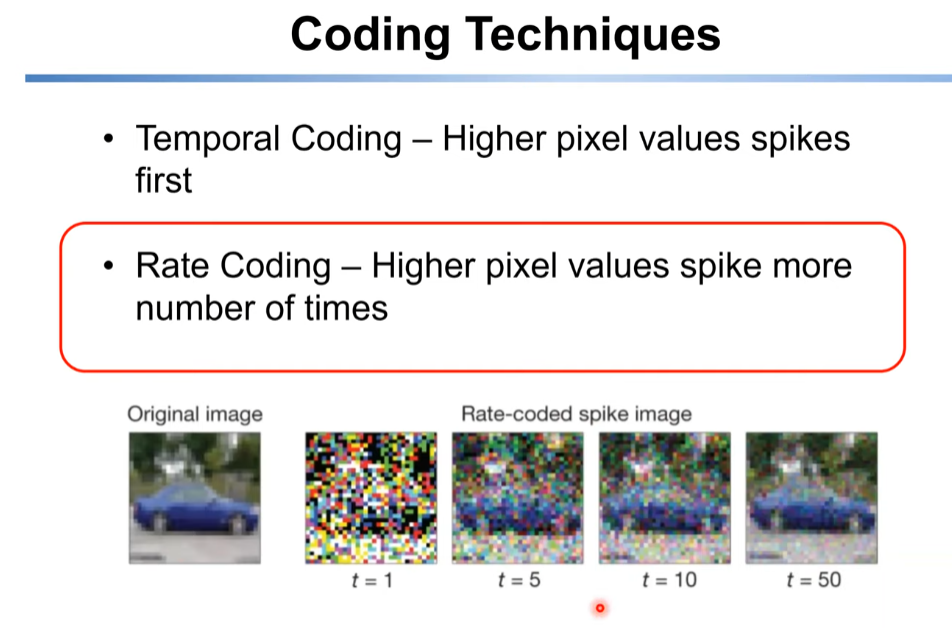 Coding Techniques
• Temporal Coding – Higher pixel values spikes
first
• Rate Coding – Higher pixel values spike more
number of times
Original image
Rate-coded spike image
t = 1
t = 5
t = 10
t = 50